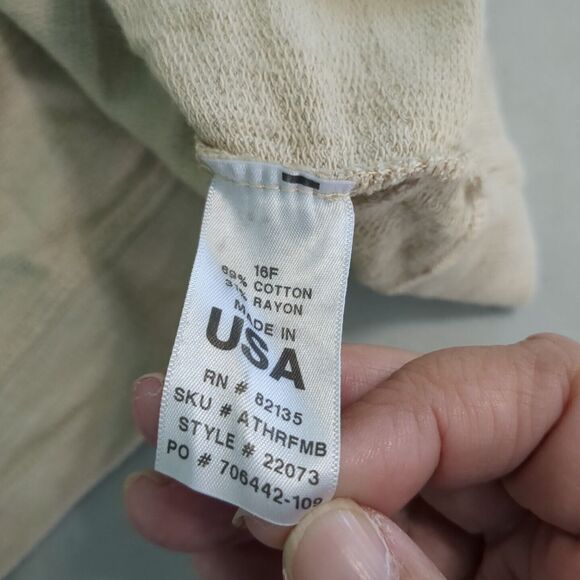 16F
69% COTTON
31% RAYON
MADE IN
USA
RN # 82135
SKU # ATHRFMB
STYLE # 22073
PO # 706442-108